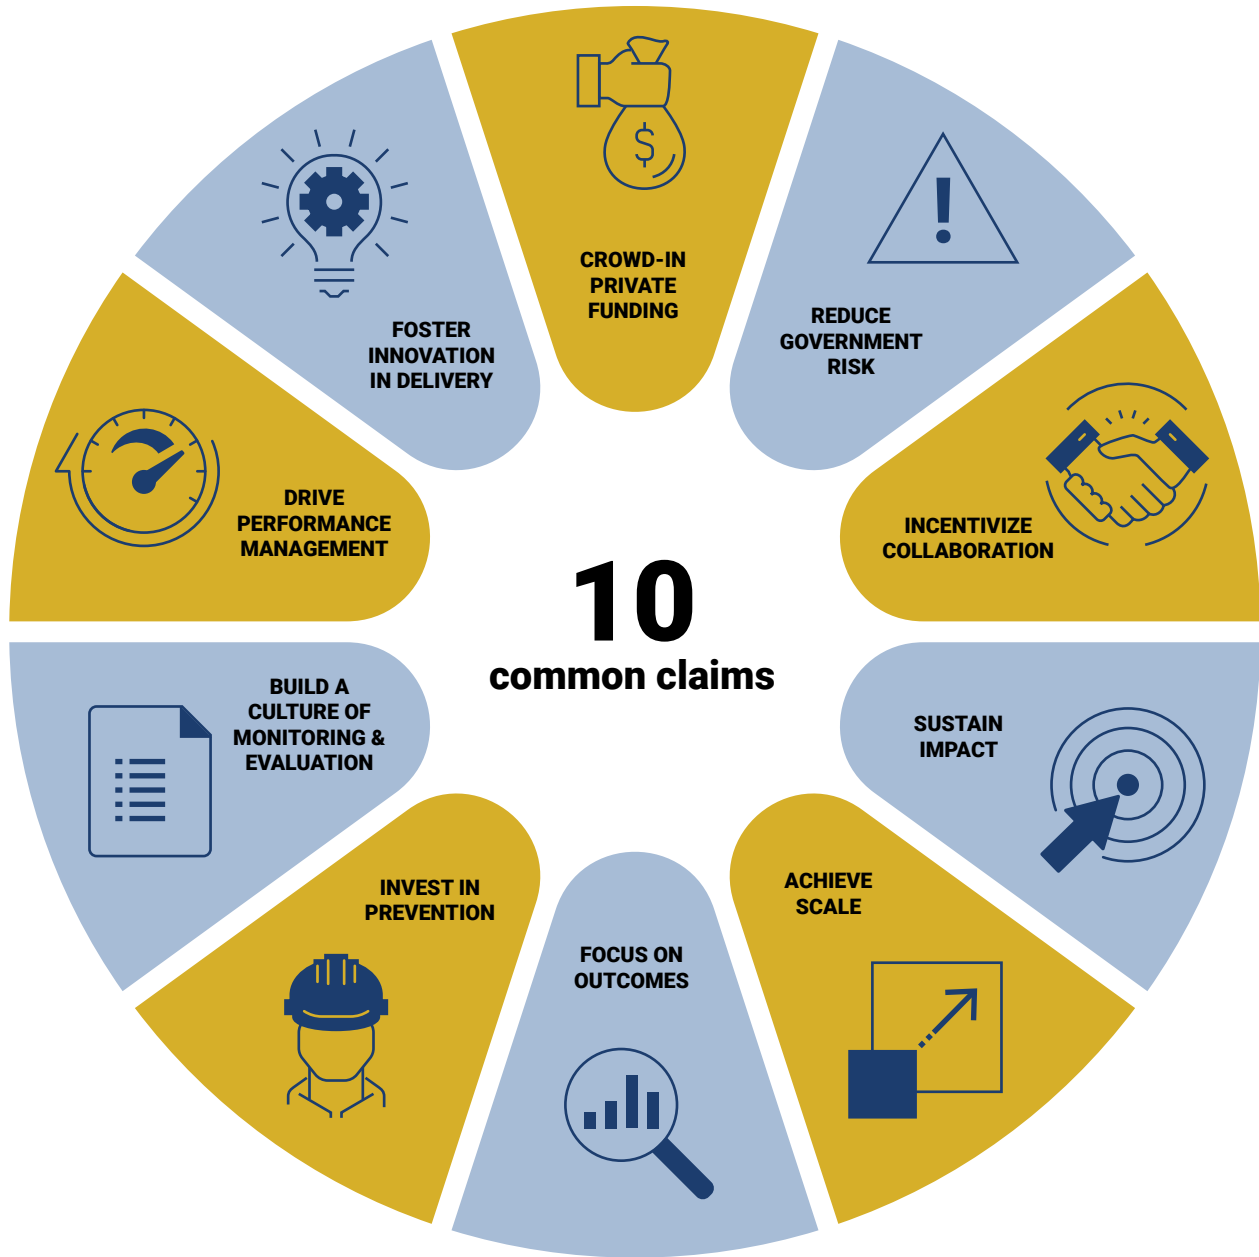 $
CROWD-IN
PRIVATE
FUNDING
!
REDUCE
GOVERNMENT
RISK
INCENTIVIZE
COLLABORATION
SUSTAIN
IMPACT
ACHIEVE
SCALE
FOCUS ON
OUTCOMES
INVEST IN
PREVENTION
BUILD A
CULTURE OF
MONITORING &
EVALUATION
DRIVE
PERFORMANCE
MANAGEMENT
FOSTER
INNOVATION
IN DELIVERY
10
common claims